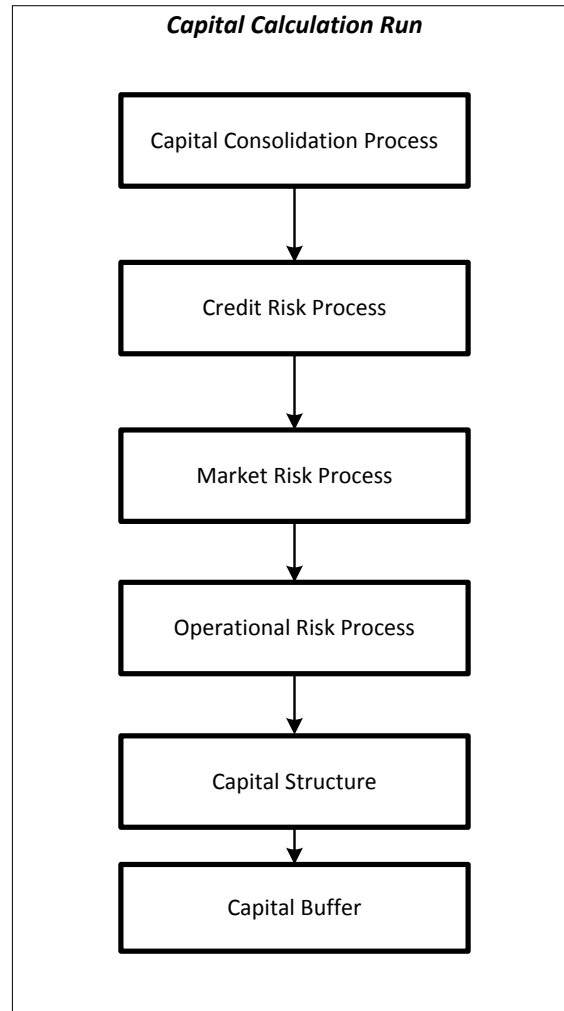 Capital Calculation Run
Capital Consolidation Process
Credit Risk Process
Market Risk Process
Operational Risk Process
Capital Structure
Capital Buffer